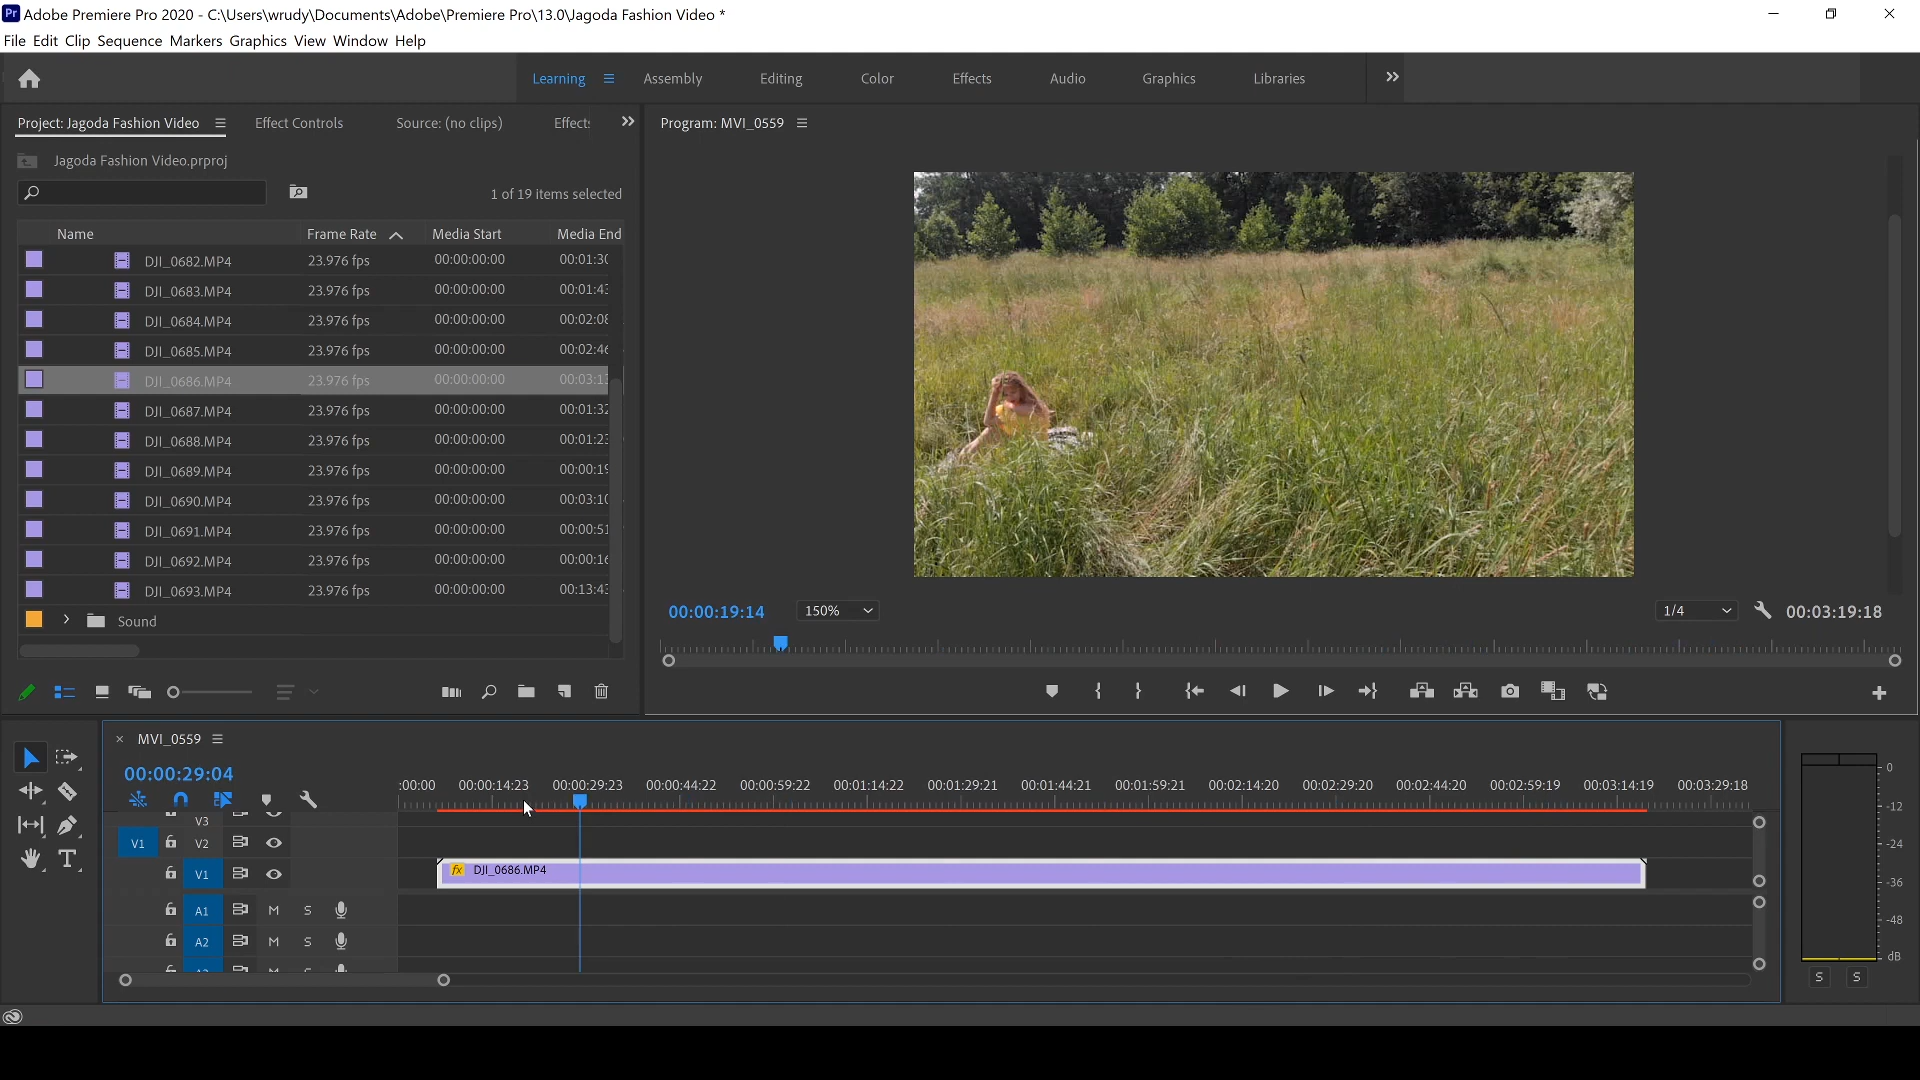 Pr Adobe Premiere Pro 2020 - C:\Users\wrudy\Documents\Adobe\Premiere Pro\13.0\Jagoda Fashion Video *
File Edit Clip Sequence Markers Graphics View Window Help
Learning Assembly Editing Color Effects Audio Graphics Libraries
Project: Jagoda Fashion Video Effect Controls Source: (no clips) Effects
Program: MVI_0559
Jagoda Fashion Video.prproj
1 of 19 items selected
Name Frame Rate Media Start Media End
DJI_0682.MP4 23.976 fps 00:00:00:00 00:01:30
DJI_0683.MP4 23.976 fps 00:00:00:00 00:01:43
DJI_0684.MP4 23.976 fps 00:00:00:00 00:02:08
DJI_0685.MP4 23.976 fps 00:00:00:00 00:02:46
DJI_0686.MP4 23.976 fps 00:00:00:00 00:03:13
DJI_0687.MP4 23.976 fps 00:00:00:00 00:01:32
DJI_0688.MP4 23.976 fps 00:00:00:00 00:01:23
DJI_0689.MP4 23.976 fps 00:00:00:00 00:00:19
DJI_0690.MP4 23.976 fps 00:00:00:00 00:03:10
DJI_0691.MP4 23.976 fps 00:00:00:00 00:00:51
DJI_0692.MP4 23.976 fps 00:00:00:00 00:00:16
DJI_0693.MP4 23.976 fps 00:00:00:00 00:13:43
Sound
00:00:19:14 150% 1/4 00:03:19:18
MVI_0559
00:00:29:04
:00:00 00:00:14:23 00:00:29:23 00:00:44:22 00:00:59:22 00:01:14:22 00:01:29:21 00:01:44:21 00:01:59:21 00:02:14:20 00:02:29:20 00:02:44:20 00:02:59:19 00:03:14:19 00:03:29:18
V3
V1 V2
V1 fx DJI_0686.MP4
A1 M S
A2 M S
0
-12
-24
-36
-48
dB
S S